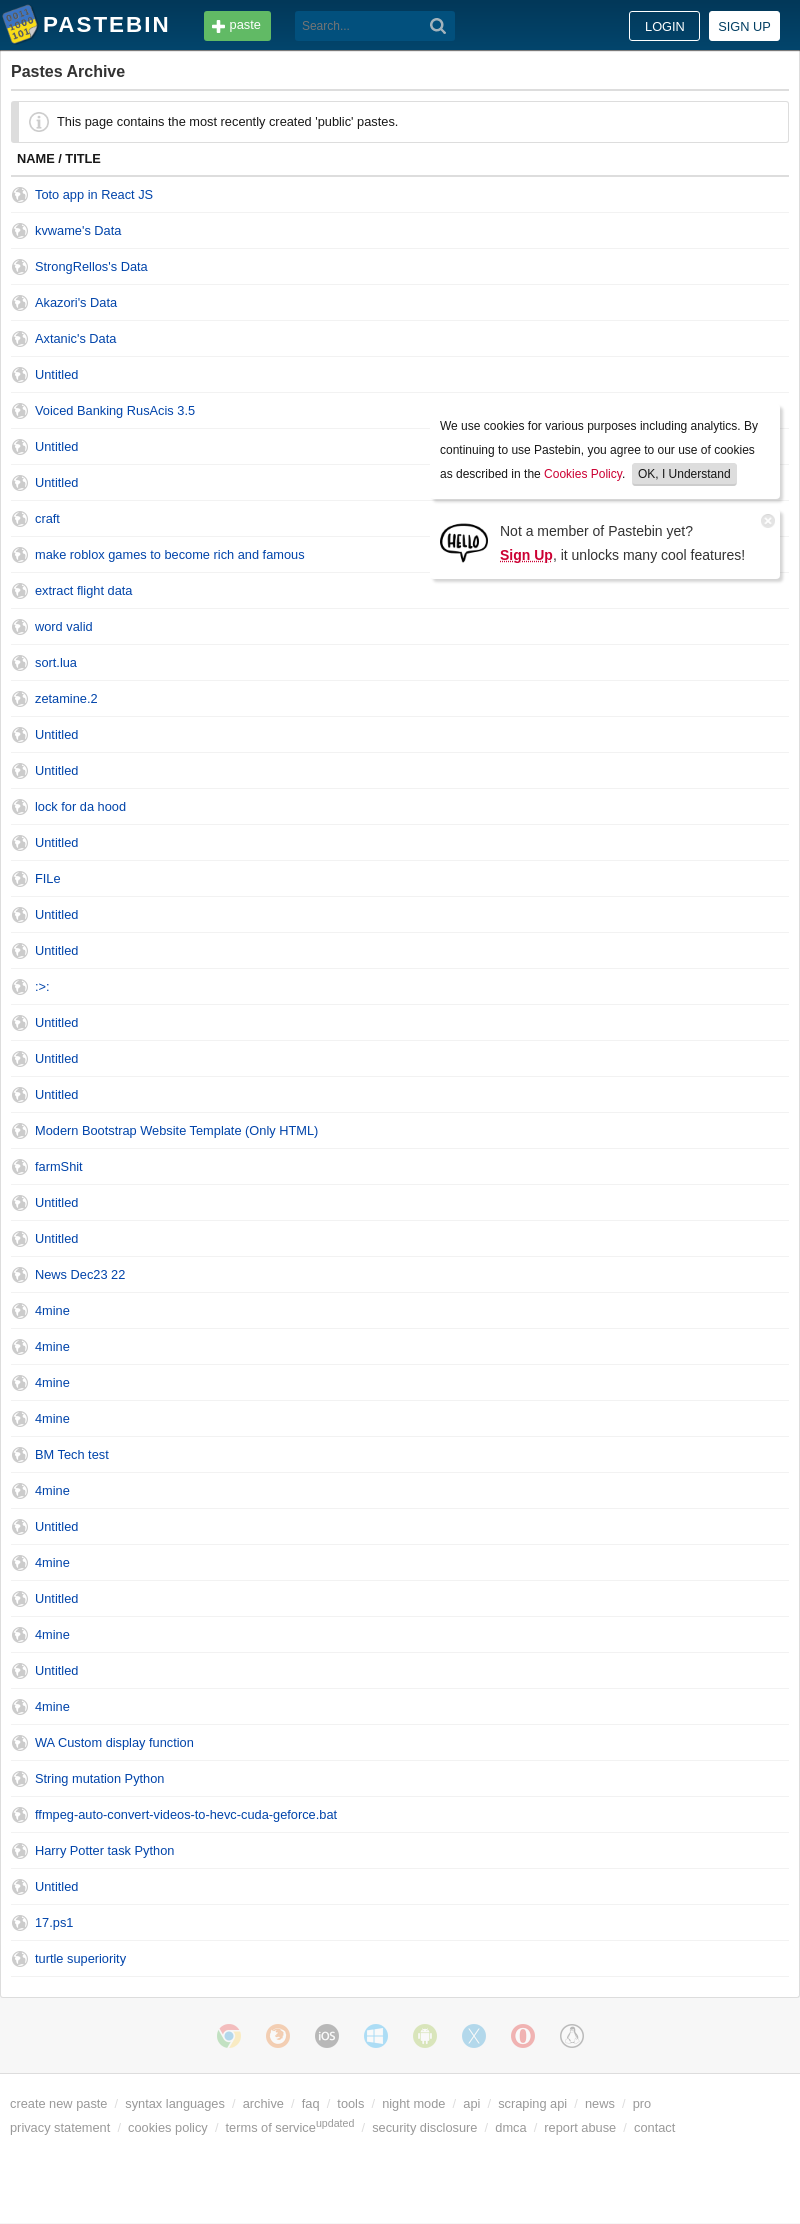 PASTEBIN paste Search... LOGIN SIGN UP
Pastes Archive
This page contains the most recently created 'public' pastes.
NAME / TITLE
Toto app in React JS
kvwame's Data
StrongRellos's Data
Akazori's Data
Axtanic's Data
Untitled
Voiced Banking RusAcis 3.5
Untitled
Untitled
craft
make roblox games to become rich and famous
We use cookies for various purposes including analytics. By
continuing to use Pastebin, you agree to our use of cookies
as described in the Cookies Policy. OK, I Understand
HELLO
Not a member of Pastebin yet?
Sign Up, it unlocks many cool features!
extract flight data
word valid
sort.lua
zetamine.2
Untitled
Untitled
lock for da hood
Untitled
FILe
Untitled
Untitled
:>:
Untitled
Untitled
Untitled
Modern Bootstrap Website Template (Only HTML)
farmShit
Untitled
Untitled
News Dec23 22
4mine
4mine
4mine
4mine
BM Tech test
4mine
Untitled
4mine
Untitled
4mine
Untitled
4mine
WA Custom display function
String mutation Python
ffmpeg-auto-convert-videos-to-hevc-cuda-geforce.bat
Harry Potter task Python
Untitled
17.ps1
turtle superiority
iOS
create new paste / syntax languages / archive / faq / tools / night mode / api / scraping api / news / pro
privacy statement / cookies policy / terms of service updated / security disclosure / dmca / report abuse / contact